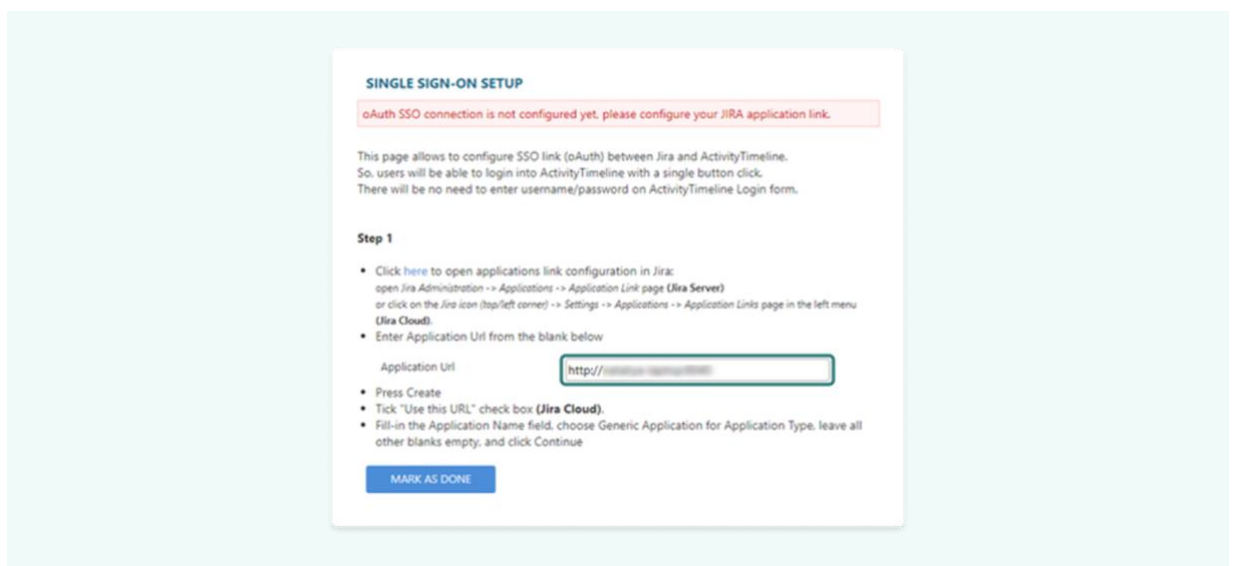 SINGLE SIGN-ON SETUP
oAuth SSO connection is not configured yet, please configure your JIRA application link.
This page allows to configure SSO link (oAuth) between Jira and ActivityTimeline.
So, users will be able to login into ActivityTimeline with a single button click.
There will be no need to enter username/password on ActivityTimeline Login form.
Step 1
• Click here to open applications link configuration in Jira:
open Jira Administration -> Applications -> Application Link page (Jira Server)
or click on the Jira icon (top/left corner) -> Settings -> Applications -> Application Links page in the left menu
(Jira Cloud).
• Enter Application Url from the blank below
Application Url http://
• Press Create
• Tick "Use this URL" check box (Jira Cloud).
• Fill-in the Application Name field, choose Generic Application for Application Type, leave all
other blanks empty, and click Continue
MARK AS DONE